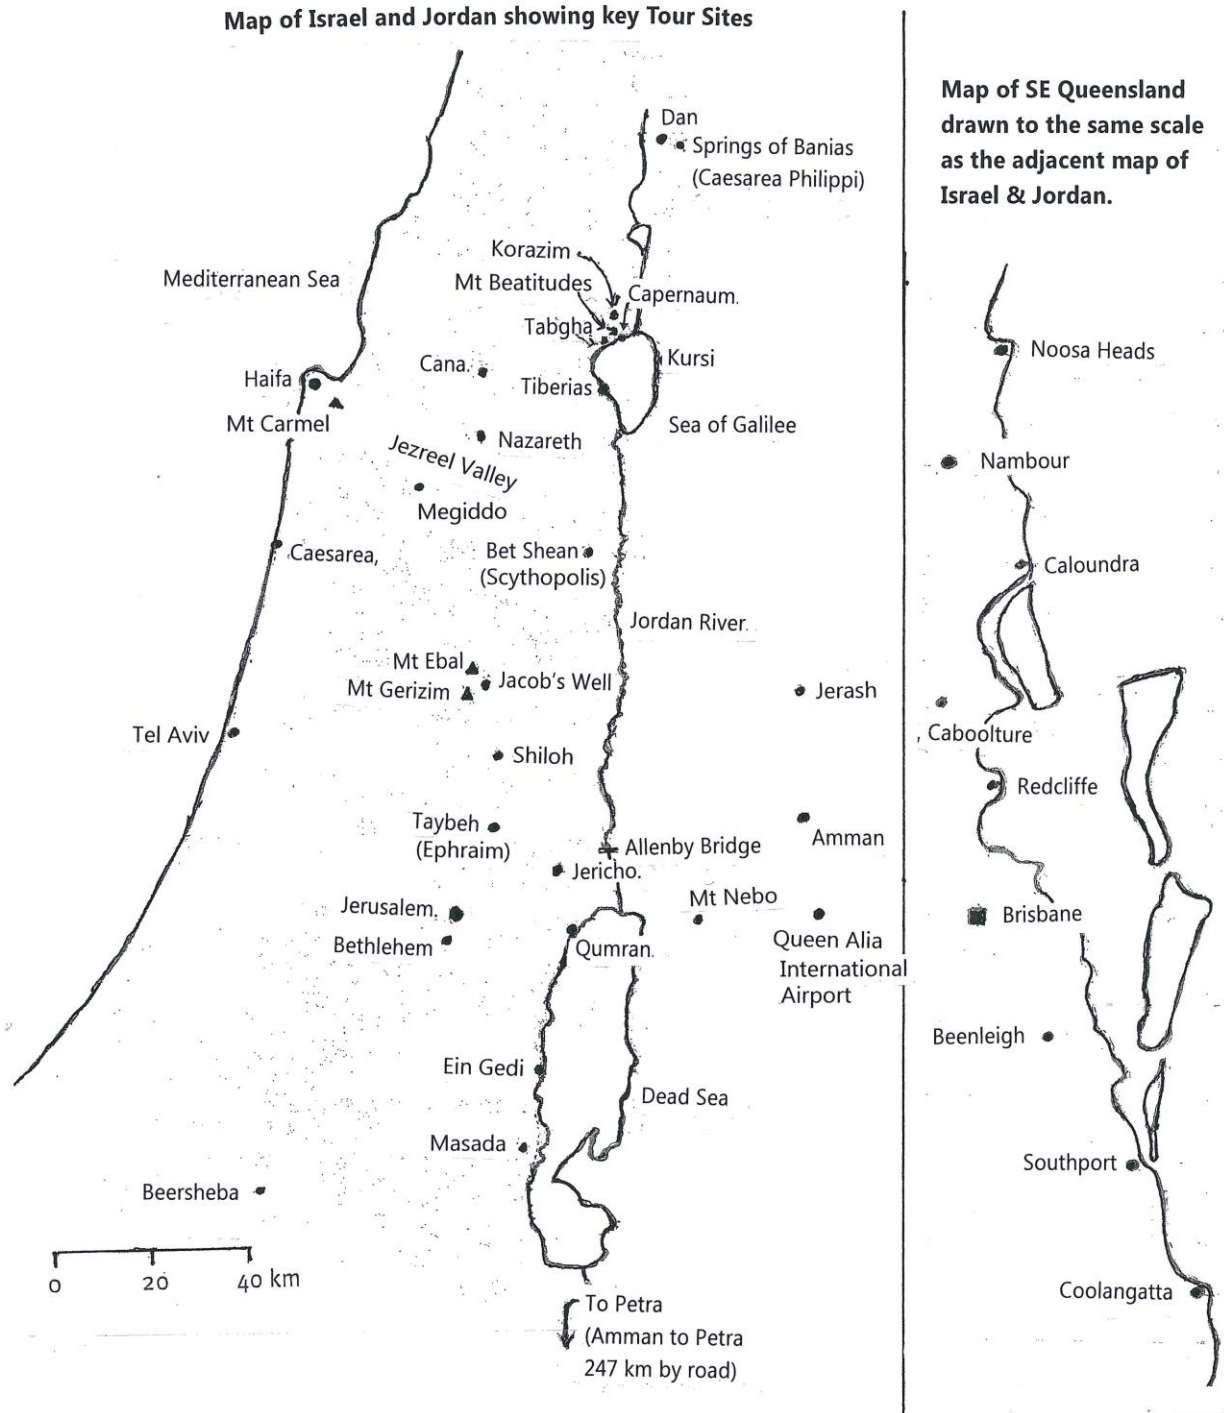 Map of Israel and Jordan showing key Tour Sites
Map of SE Queensland
drawn to the same scale
as the adjacent map of
Israel & Jordan.
Dan
Springs of Banias
(Caesarea Philippi)
Korazim
Mediterranean Sea
Mt Beatitudes
Capernaum.
Tabgha
Kursi
Cana.
Haifa
Tiberias
Mt Carmel
Sea of Galilee
Nazareth
Jezreel Valley
Megiddo
Caesarea,
Bet Shean
(Scythopolis)
Jordan River.
Mt Ebal
Jacob's Well
Mt Gerizim
Jerash
Tel Aviv
Shiloh
Taybeh
(Ephraim)
Amman
Allenby Bridge
Jericho.
Mt Nebo
Jerusalem.
Bethlehem
Qumran.
Queen Alia
International
Airport
Ein Gedi
Dead Sea
Masada
Beersheba
0 20 40 km
To Petra
(Amman to Petra
247 km by road)
Noosa Heads
Nambour
Caloundra
, Caboolture
Redcliffe
Brisbane
Beenleigh
Southport
Coolangatta